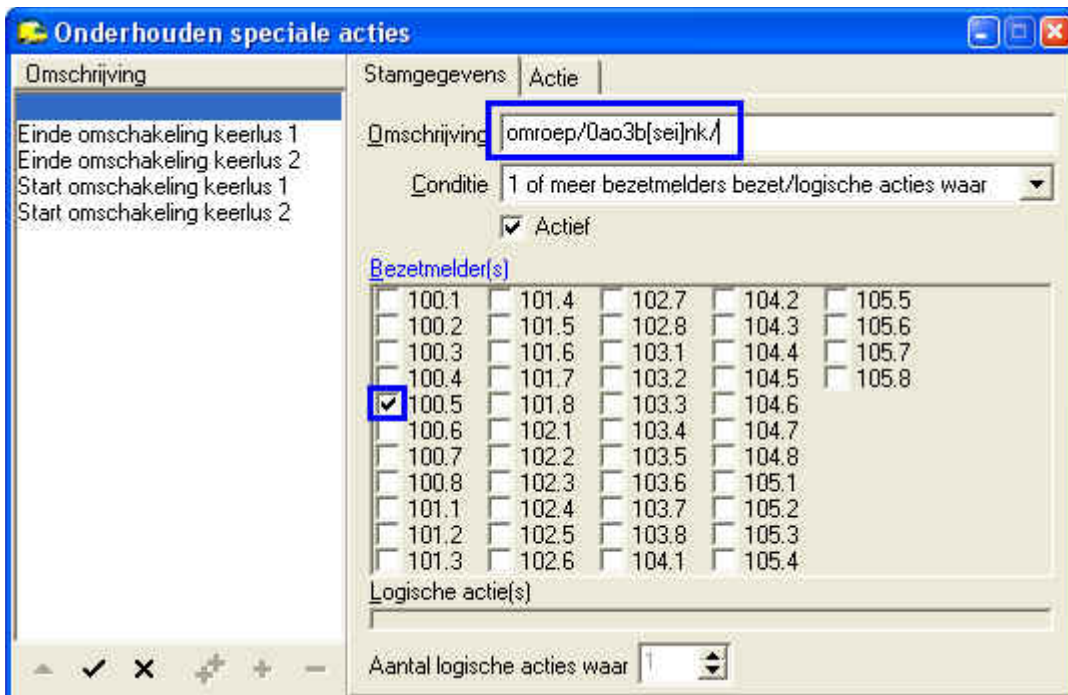 Onderhouden speciale acties
Omschrijving
Einde omschakeling keerlus 1
Einde omschakeling keerlus 2
Start omschakeling keerlus 1
Start omschakeling keerlus 2
Stamgegevens Actie
Omschrijving omroep/0ao3b[sei]nk/
Conditie 1 of meer bezetmelders bezet/logische acties waar
Actief
Bezetmelder(s)
100.1 101.4 102.7 104.2 105.5
100.2 101.5 102.8 104.3 105.6
100.3 101.6 103.1 104.4 105.7
100.4 101.7 103.2 104.5 105.8
100.5 101.8 103.3 104.6
100.6 102.1 103.4 104.7
100.7 102.2 103.5 104.8
100.8 102.3 103.6 105.1
101.1 102.4 103.7 105.2
101.2 102.5 103.8 105.3
101.3 102.6 104.1 105.4
Logische actie(s)
Aantal logische acties waar 1